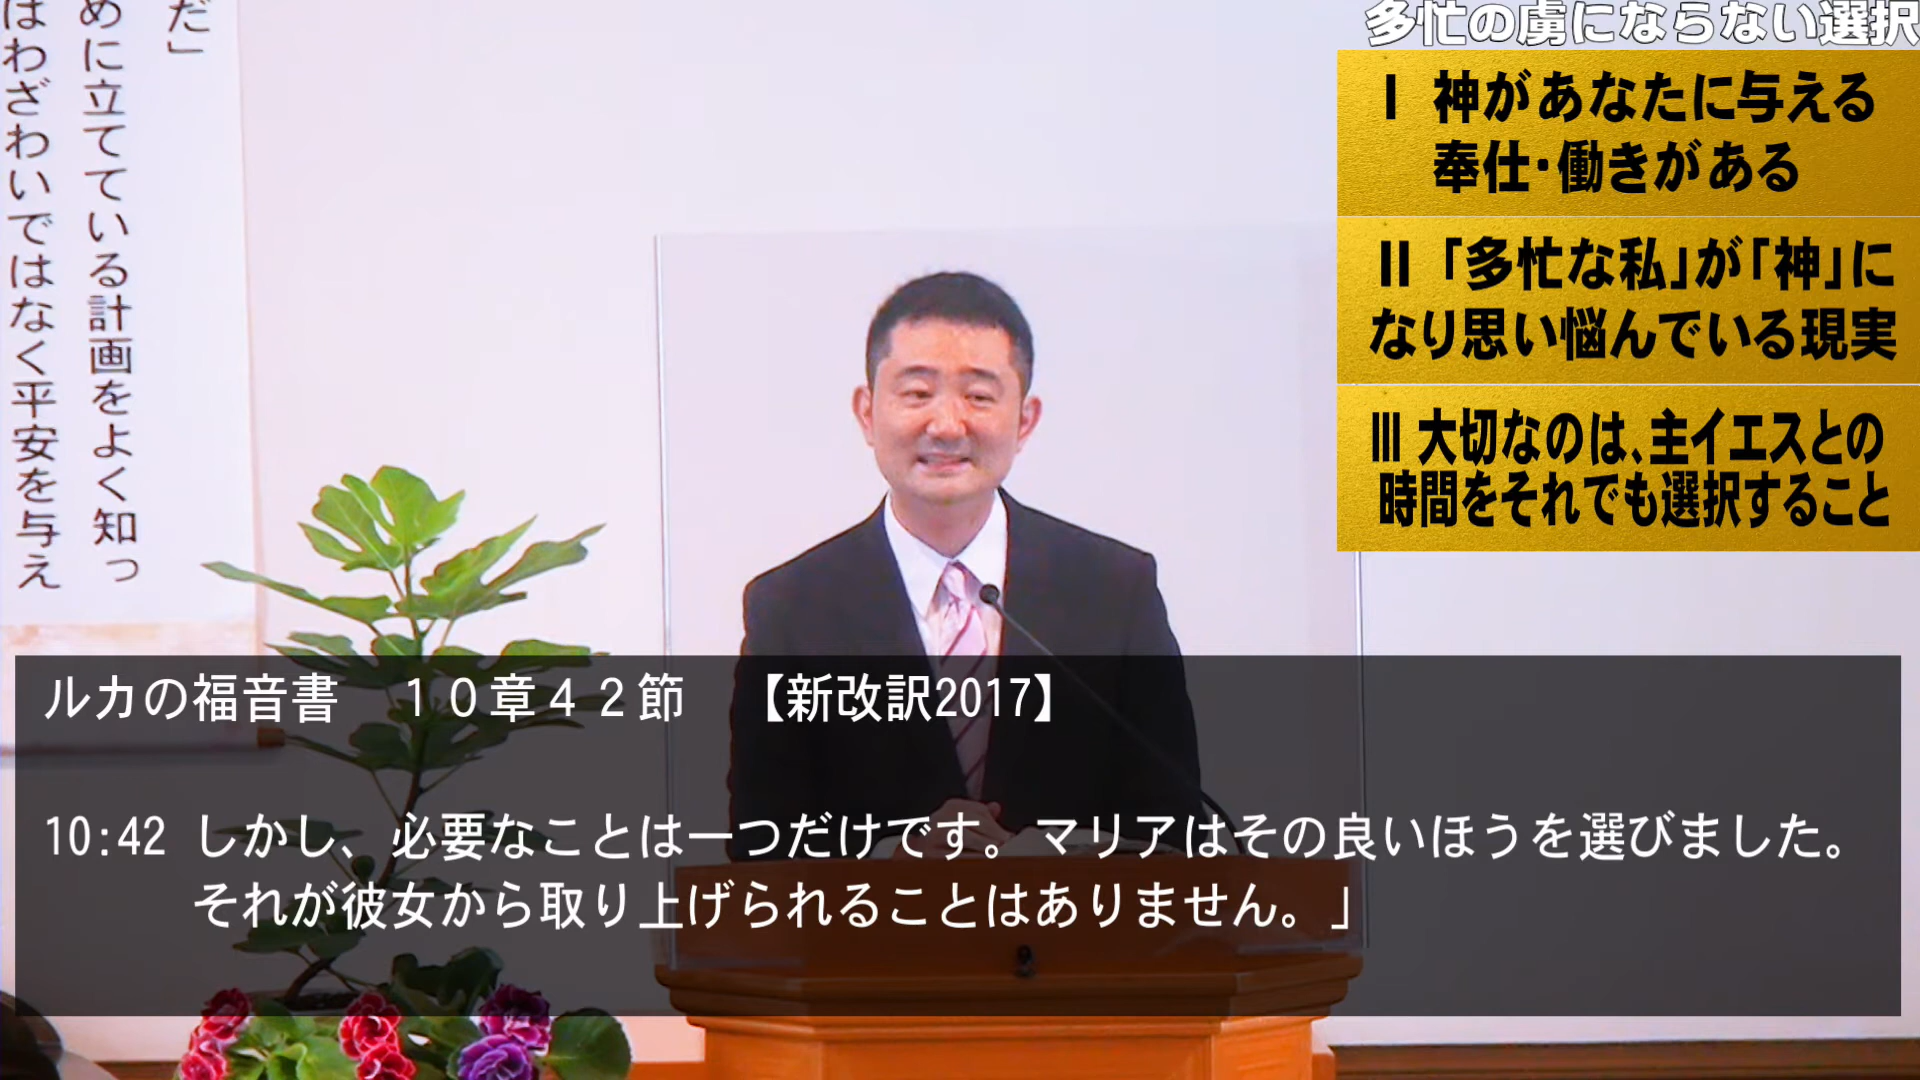 多忙の虜にならない選択
Ⅰ 神があなたに与える
奉仕・働きがある
Ⅱ 「多忙な私」が「神」に
なり思い悩んでいる現実
Ⅲ 大切なのは、主イエスとの
時間をそれでも選択すること
だ」
めに立てている計画をよく知っ
はわざわいではなく平安を与え
ルカの福音書 １０章４２節 【新改訳2017】
10:42 しかし、必要なことは一つだけです。マリアはその良いほうを選びました。
それが彼女から取り上げられることはありません。」